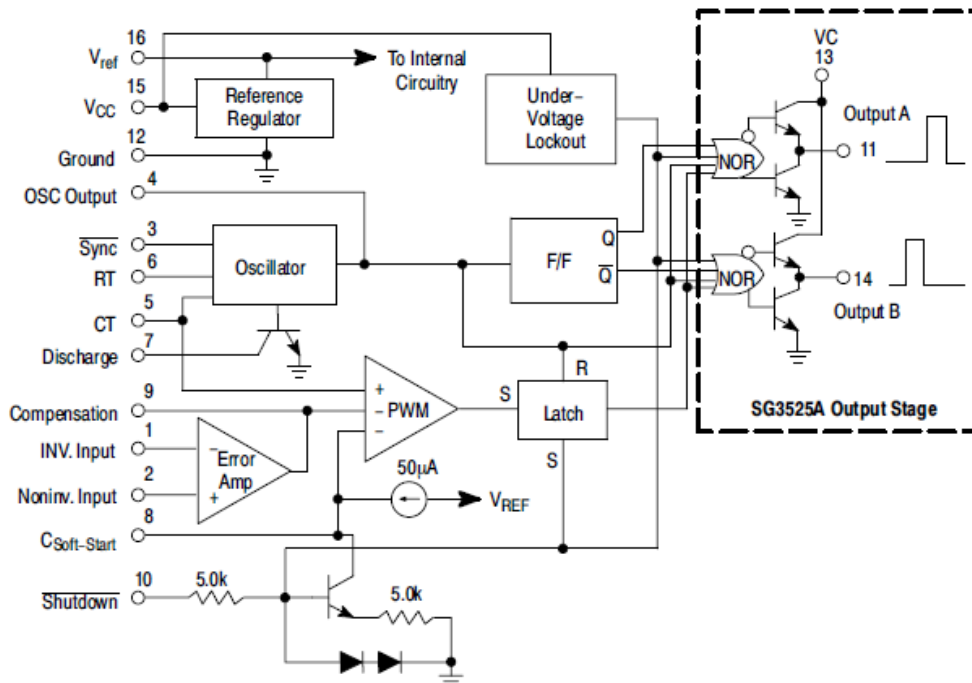 16
Vref
To Internal
Circuitry
15
VCC
Reference
Regulator
Under–
Voltage
Lockout
12
Ground
4
OSC Output
3
Sync
6
RT
5
CT
7
Discharge
Oscillator
F/F
Q
Q
9
Compensation
1
INV. Input
2
Noninv. Input
8
CSoft–Start
10
Shutdown
+
–
–
PWM
–
Error
Amp
+
S
R
Latch
S
50µA
VREF
5.0k
5.0k
VC
13
Output A
11
NOR
NOR
14
Output B
SG3525A Output Stage